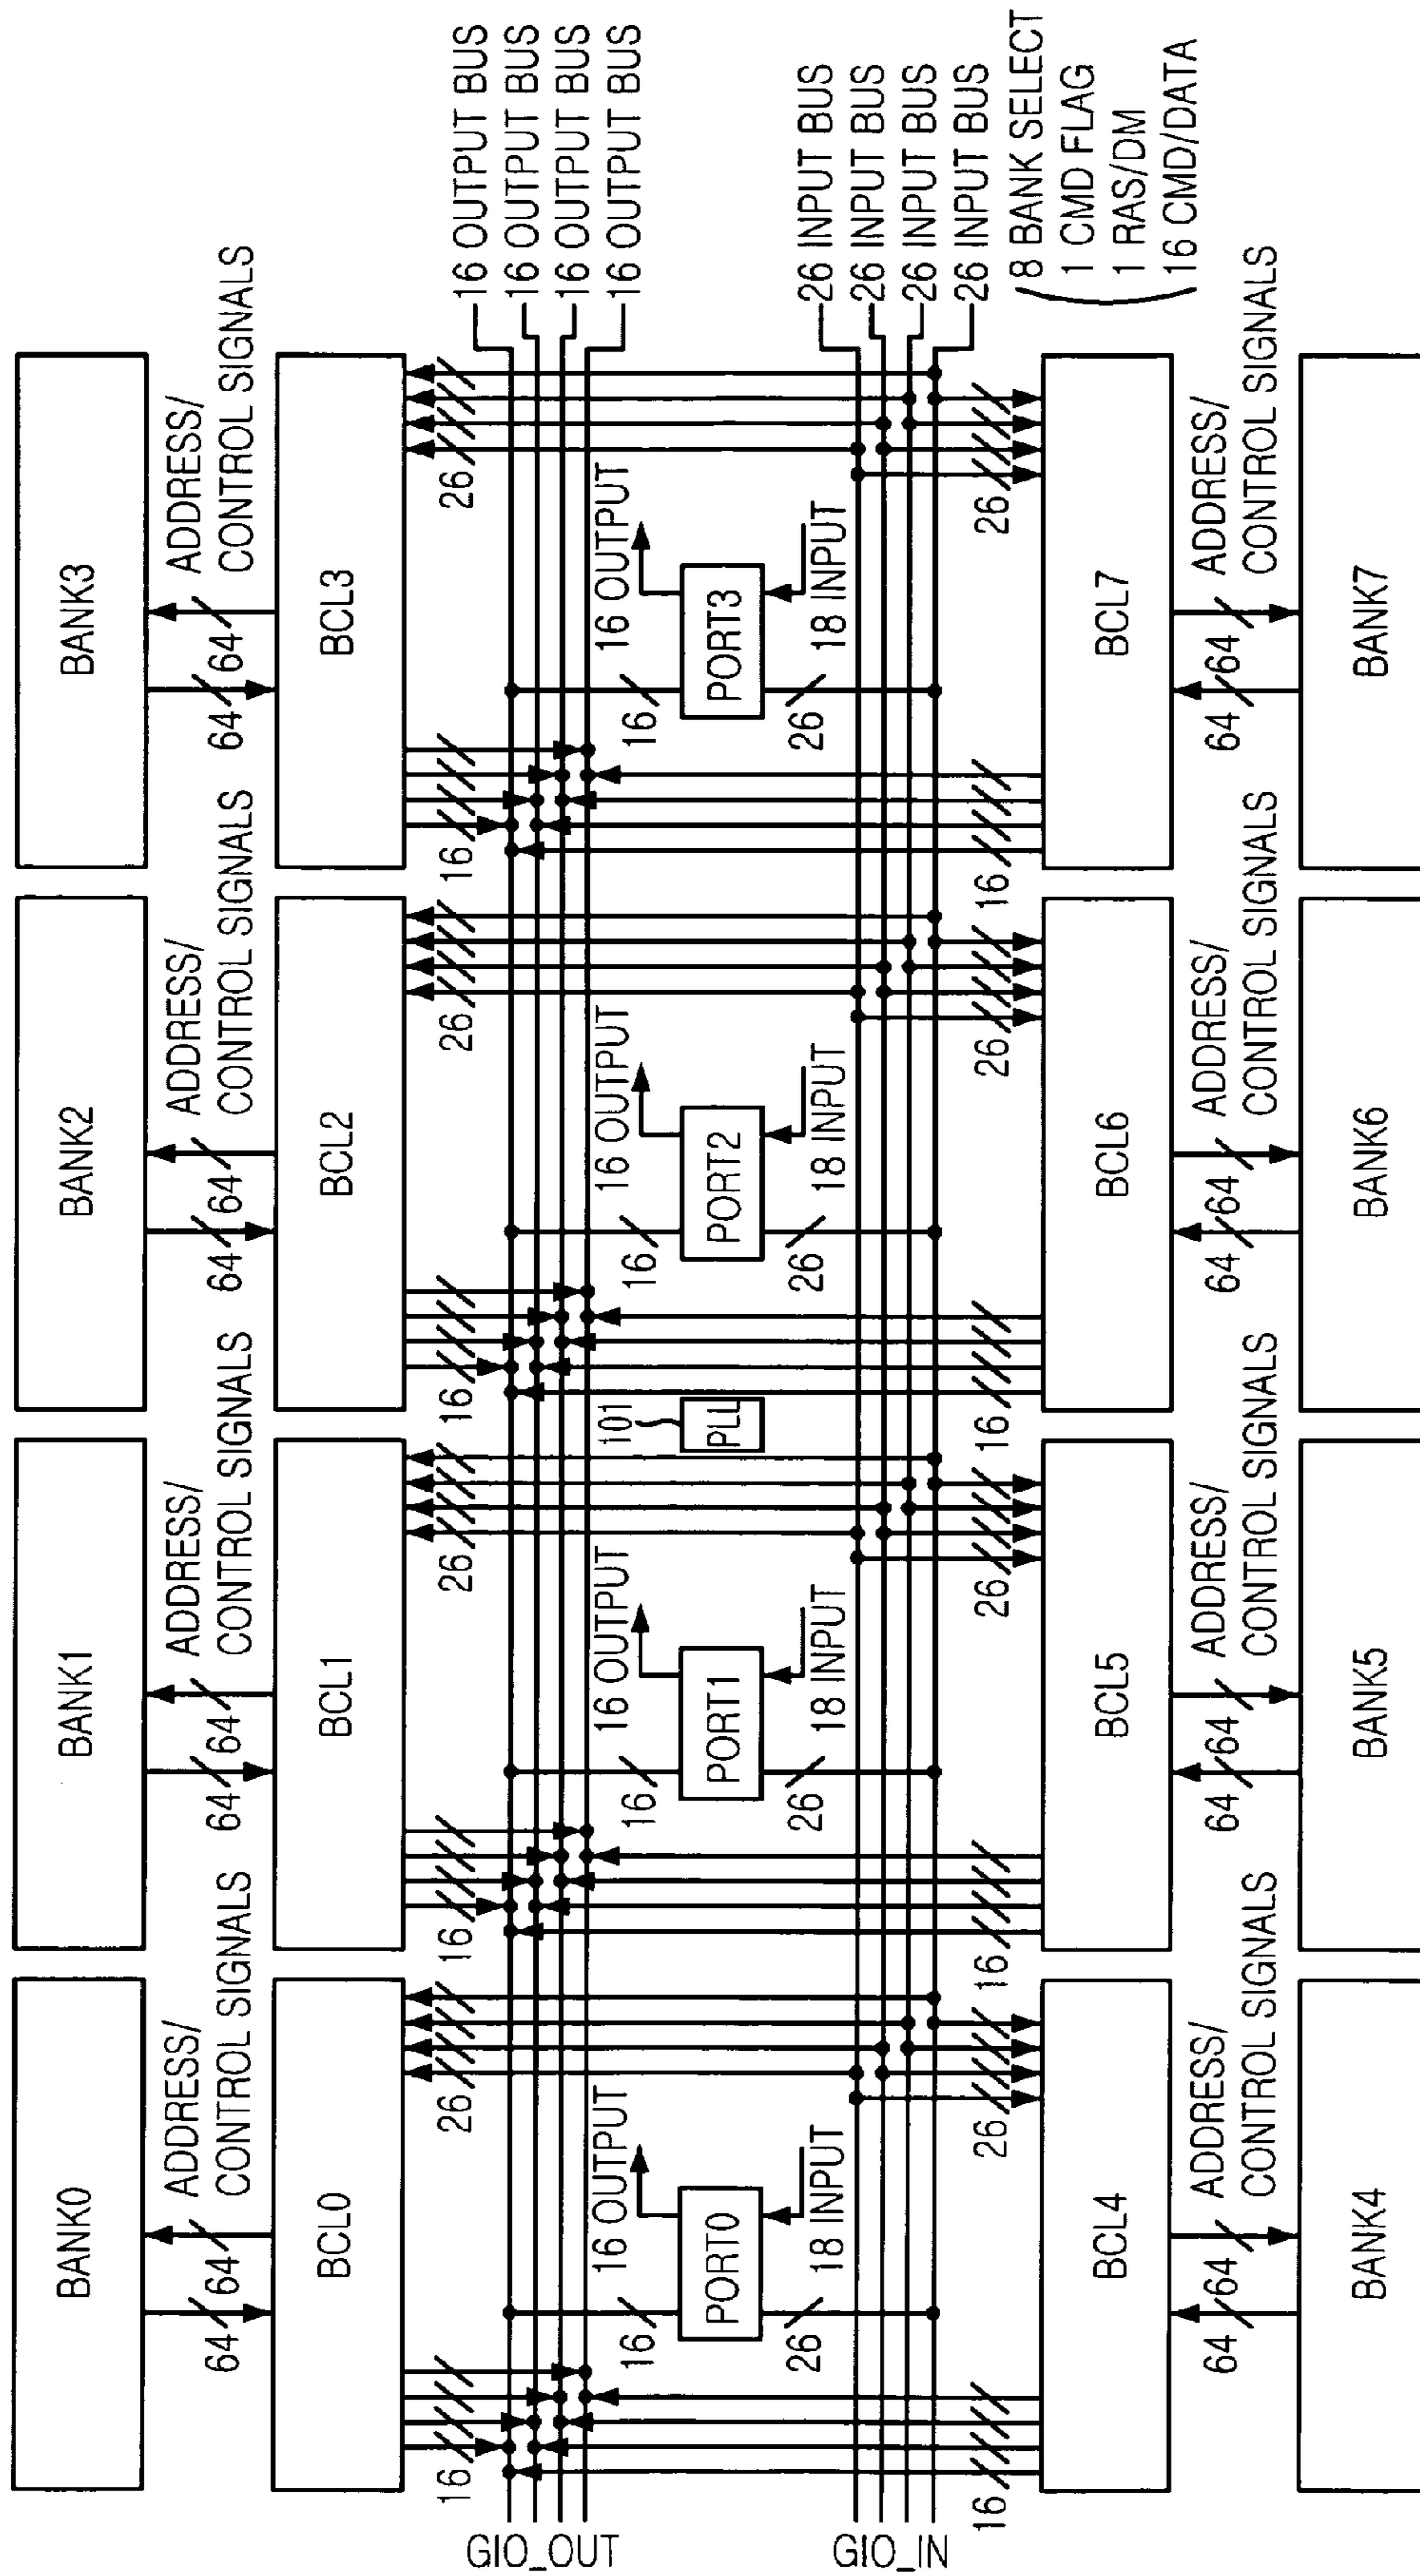 BANK0 BANK1 BANK2 BANK3
ADDRESS/ ADDRESS/ ADDRESS/ ADDRESS/
64 64 CONTROL SIGNALS 64 64 CONTROL SIGNALS 64 64 CONTROL SIGNALS 64 64 CONTROL SIGNALS
BCL0 BCL1 BCL2 BCL3
16 26 16 26 16 26 16 26
GIO_OUT
16 OUTPUT BUS
16 OUTPUT BUS
16 OUTPUT BUS
16 OUTPUT BUS
16 16 OUTPUT 16 16 OUTPUT 101 16 16 OUTPUT 16 16 OUTPUT
PORT0 PORT1 PLL PORT2 PORT3
26 18 INPUT 26 18 INPUT 26 18 INPUT 26 18 INPUT
GIO_IN
26 INPUT BUS
26 INPUT BUS
26 INPUT BUS
26 INPUT BUS
8 BANK SELECT
1 CMD FLAG
1 RAS/DM
16 CMD/DATA
16 26 16 26 16 26 16 26
BCL4 BCL5 BCL6 BCL7
ADDRESS/ ADDRESS/ ADDRESS/ ADDRESS/
64 64 CONTROL SIGNALS 64 64 CONTROL SIGNALS 64 64 CONTROL SIGNALS 64 64 CONTROL SIGNALS
BANK4 BANK5 BANK6 BANK7